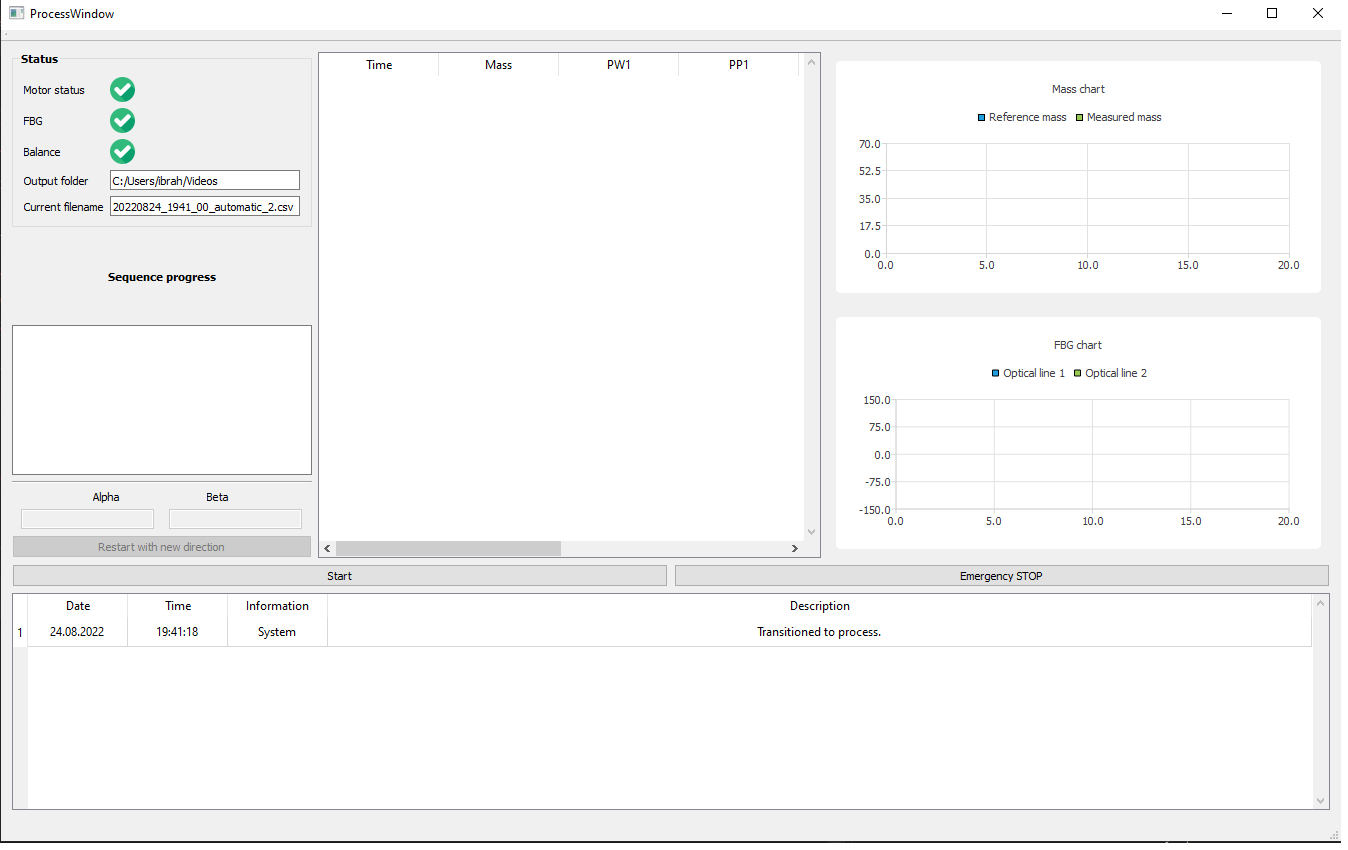 ProcessWindow
Status
Motor status
FBG
Balance
Output folder C:/Users/ibrah/Videos
Current filename 20220824_1941_00_automatic_2.csv
Sequence progress
Alpha Beta
Restart with new direction
Time Mass PW1 PP1
Mass chart
Reference mass Measured mass
70.0
52.5
35.0
17.5
0.0
0.0 5.0 10.0 15.0 20.0
FBG chart
Optical line 1 Optical line 2
150.0
75.0
0.0
-75.0
-150.0
0.0 5.0 10.0 15.0 20.0
Start Emergency STOP
Date Time Information Description
1 24.08.2022 19:41:18 System Transitioned to process.